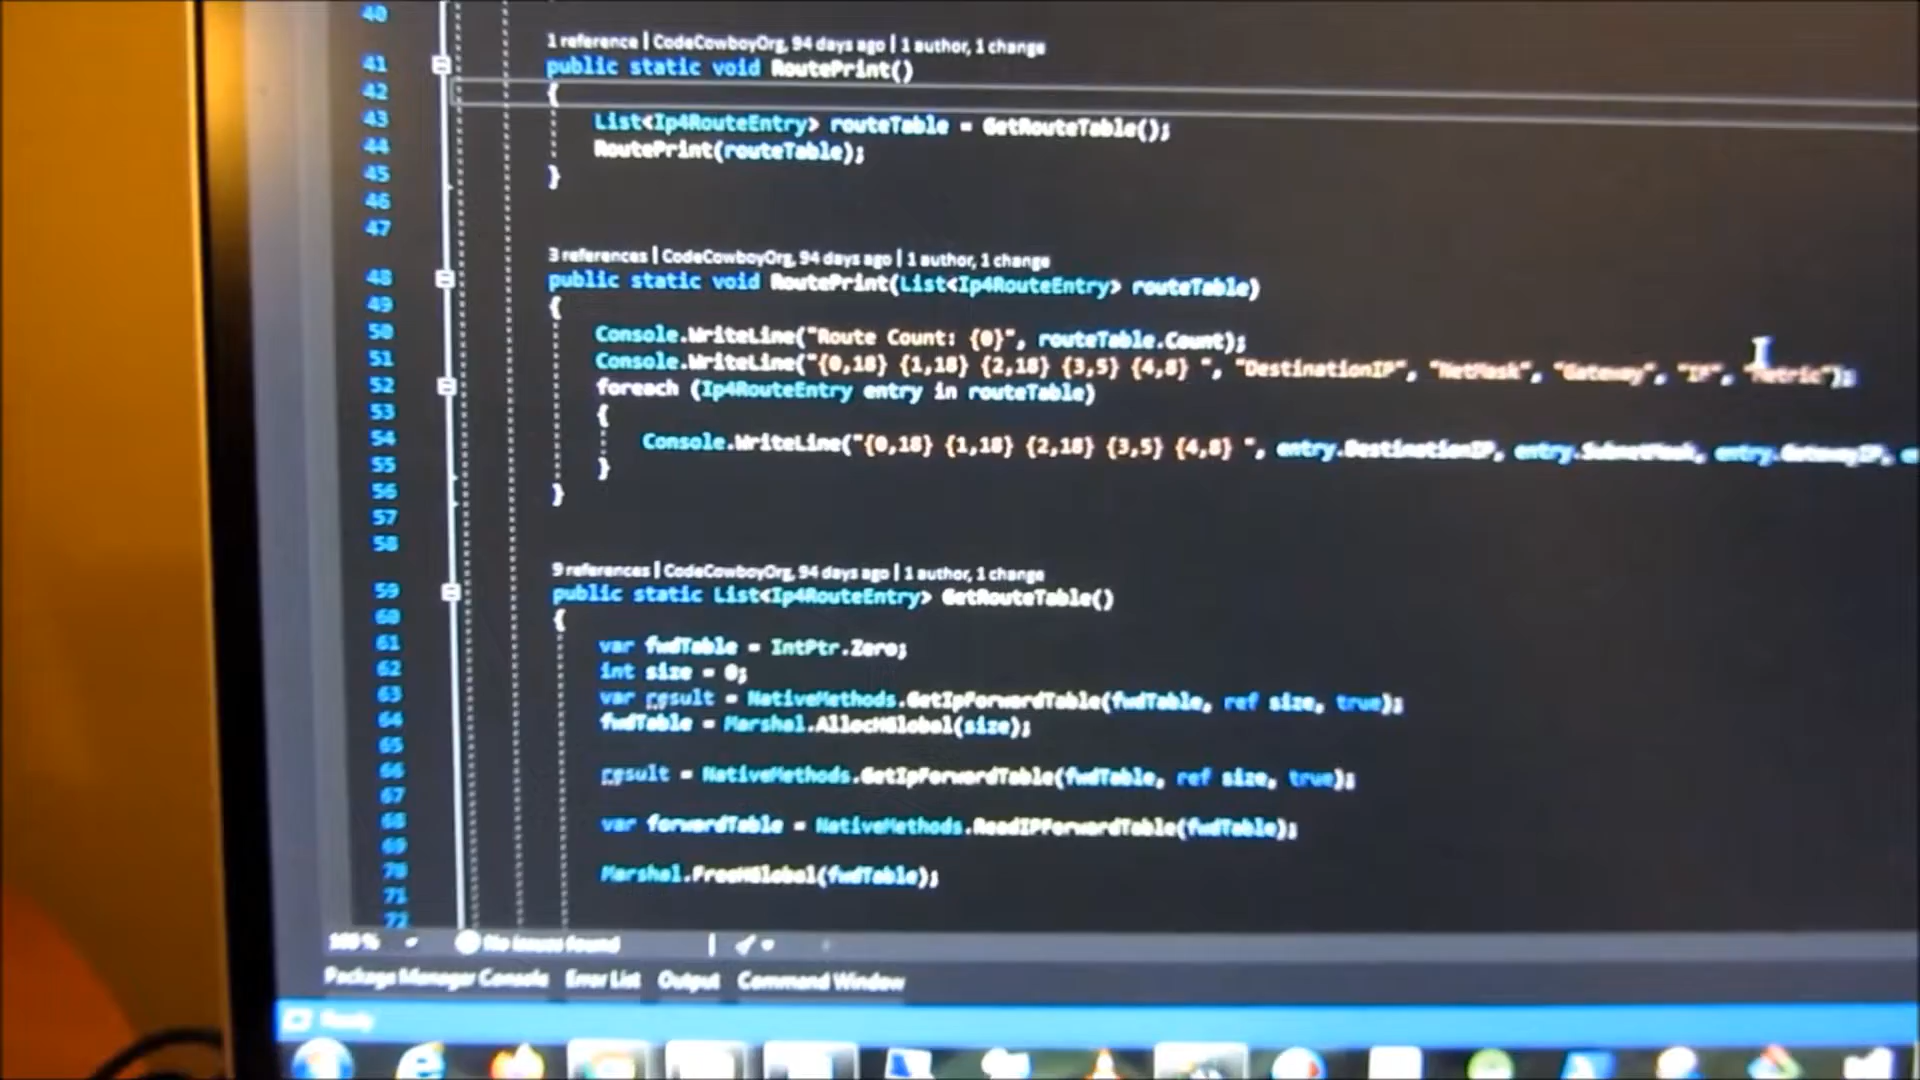 40
1 reference | CodeCowboyOrg, 94 days ago | 1 author, 1 change
41 public static void RoutePrint()
42 {
43 List<Ip4RouteEntry> routeTable = GetRouteTable();
44 RoutePrint(routeTable);
45 }
46
47
3 references | CodeCowboyOrg, 94 days ago | 1 author, 1 change
48 public static void RoutePrint(List<Ip4RouteEntry> routeTable)
49 {
50 Console.WriteLine("Route Count: {0}", routeTable.Count);
51 Console.WriteLine("{0,18} {1,18} {2,18} {3,5} {4,8} ", "DestinationIP", "NetMask", "Gateway", "IF", "Metric");
52 foreach (Ip4RouteEntry entry in routeTable)
53 {
54 Console.WriteLine("{0,18} {1,18} {2,18} {3,5} {4,8} ", entry.DestinationIP, entry.SubnetMask, entry.GatewayIP, e
55 }
56 }
57
58
9 references | CodeCowboyOrg, 94 days ago | 1 author, 1 change
59 public static List<Ip4RouteEntry> GetRouteTable()
60 {
61 var fwdTable = IntPtr.Zero;
62 int size = 0;
63 var result = NativeMethods.GetIpForwardTable(fwdTable, ref size, true);
64 fwdTable = Marshal.AllocHGlobal(size);
65
66 result = NativeMethods.GetIpForwardTable(fwdTable, ref size, true);
67
68 var forwardTable = NativeMethods.ReadIPForwardTable(fwdTable);
69
70 Marshal.FreeHGlobal(fwdTable);
71
72
100 % No issues found
Package Manager Console Error List Output Command Window
Ready